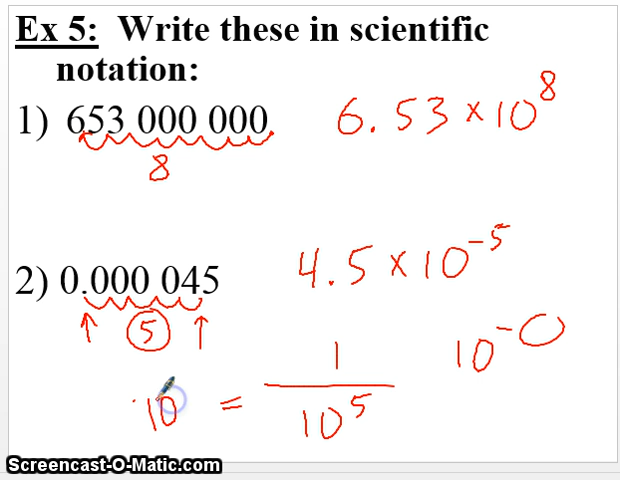 Ex 5: Write these in scientific
notation:
1) 653 000 000 6.53 × 10^8
8
2) 0.000 045 4.5 × 10^-5
5
10 = 1/10^5 10^-
Screencast-O-Matic.com